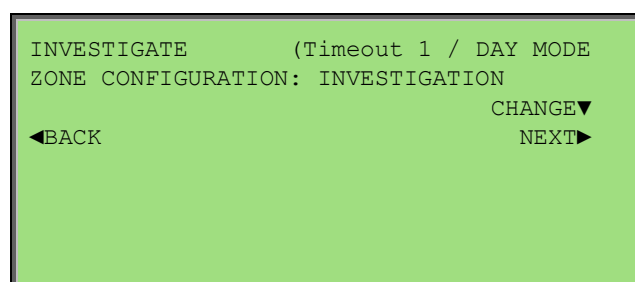 INVESTIGATE (Timeout 1 / DAY MODE
ZONE CONFIGURATION: INVESTIGATION
CHANGE▼
◄BACK NEXT►